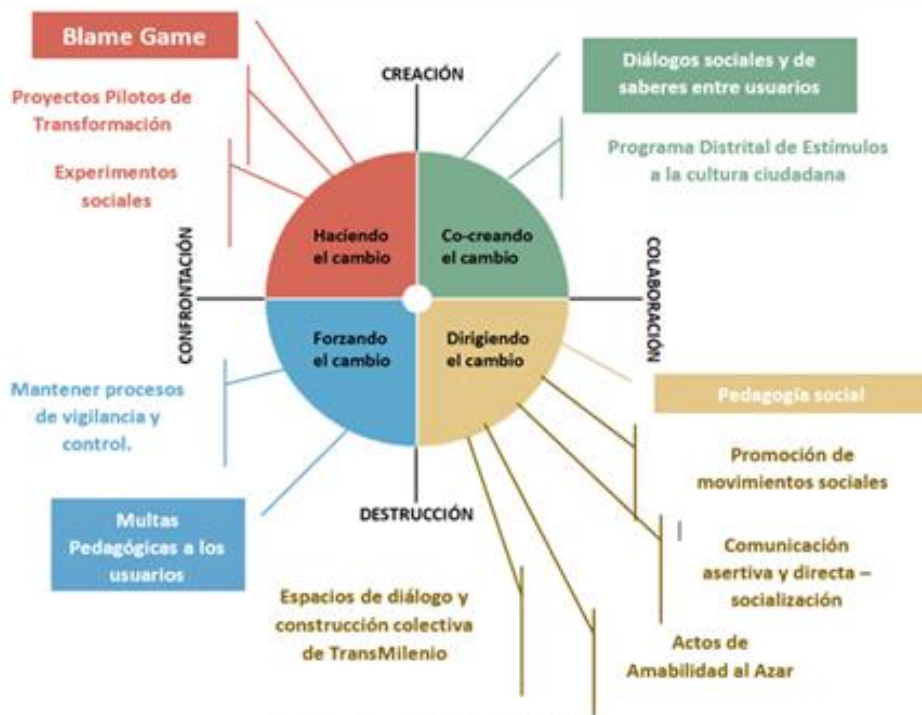 Blame Game
Proyectos Pilotos de
Transformación
Experimentos
sociales
CREACIÓN
Diálogos sociales y de
saberes entre usuarios
Programa Distrital de Estímulos
a la cultura ciudadana
Haciendo
el cambio
Co-creando
el cambio
CONFRONTACIÓN
COLABORACIÓN
Forzando
el cambio
Dirigiendo
el cambio
Mantener procesos
de vigilancia y
control.
Multas
Pedagógicas a los
usuarios
DESTRUCCIÓN
Pedagogía social
Promoción de
movimientos sociales
Comunicación
asertiva y directa –
socialización
Espacios de diálogo y
construcción colectiva
de TransMilenio
Actos de
Amabilidad al Azar